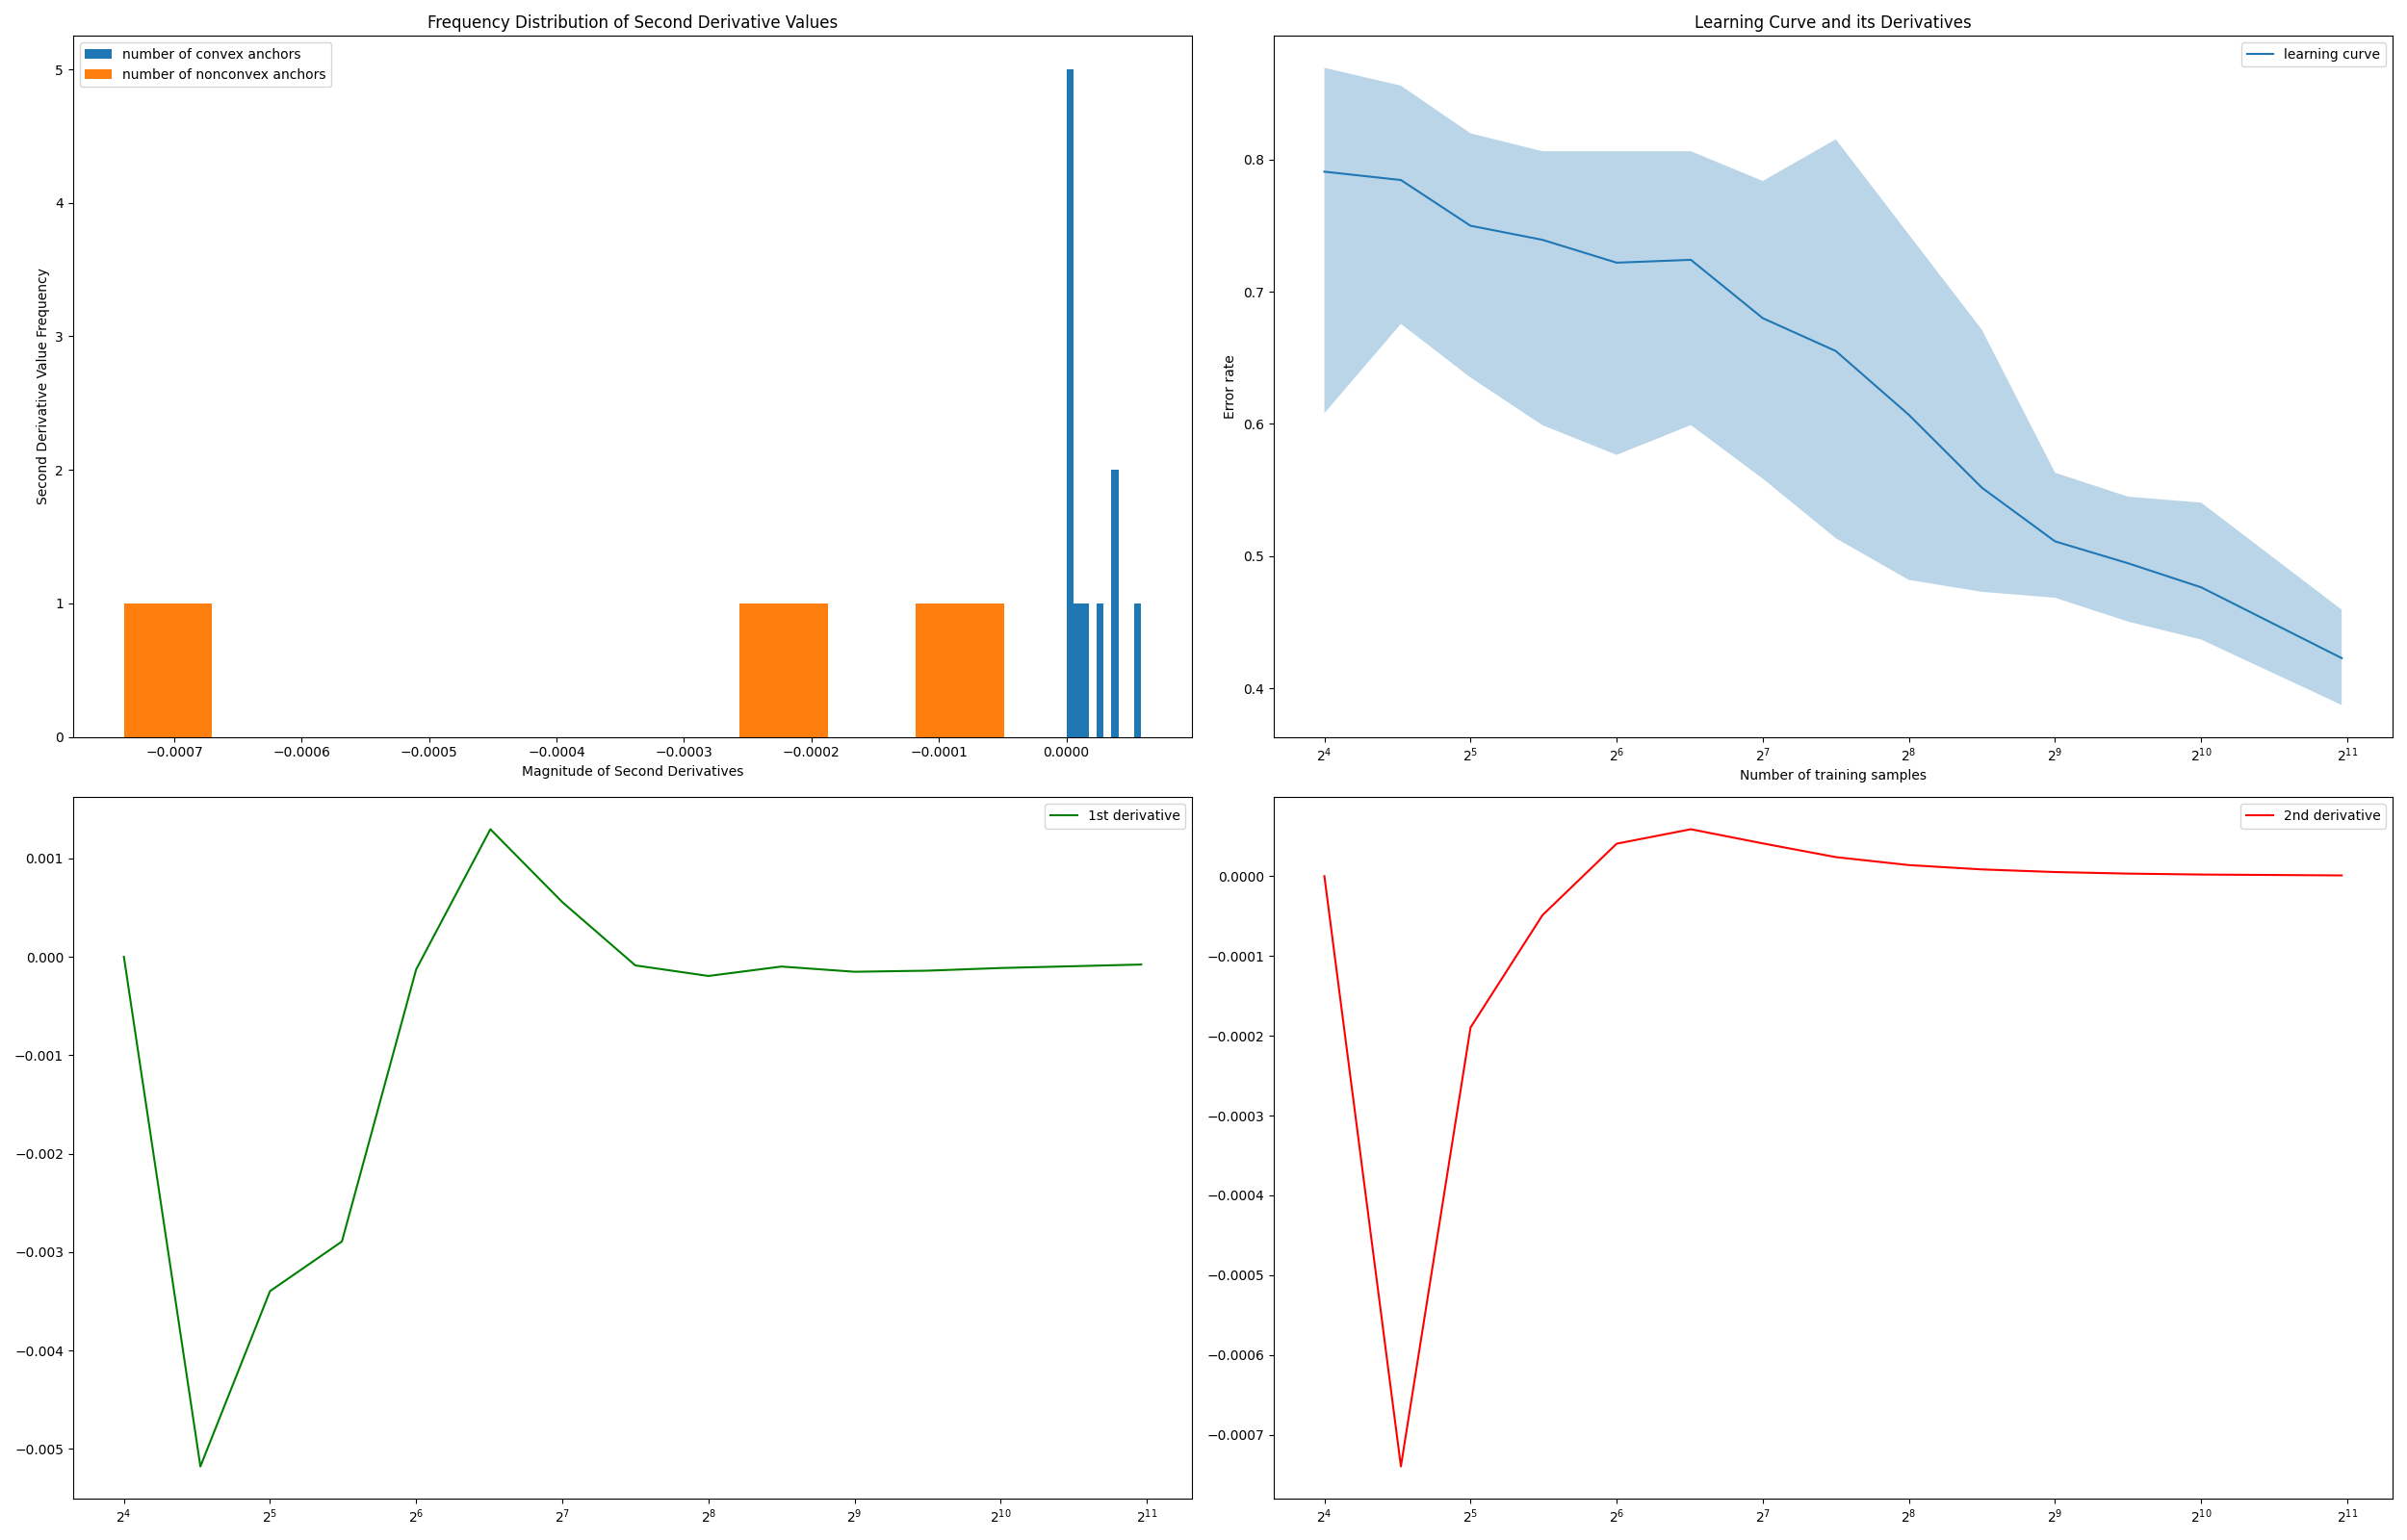 Frequency Distribution of Second Derivative Values
number of convex anchors
number of nonconvex anchors
Second Derivative Value Frequency
5
4
3
2
1
0
−0.0007 −0.0006 −0.0005 −0.0004 −0.0003 −0.0002 −0.0001 0.0000
Magnitude of Second Derivatives
Learning Curve and its Derivatives
learning curve
Error rate
0.8
0.7
0.6
0.5
0.4
2⁴ 2⁵ 2⁶ 2⁷ 2⁸ 2⁹ 2¹⁰ 2¹¹
Number of training samples
1st derivative
0.001
0.000
−0.001
−0.002
−0.003
−0.004
−0.005
2⁴ 2⁵ 2⁶ 2⁷ 2⁸ 2⁹ 2¹⁰ 2¹¹
2nd derivative
0.0000
−0.0001
−0.0002
−0.0003
−0.0004
−0.0005
−0.0006
−0.0007
2⁴ 2⁵ 2⁶ 2⁷ 2⁸ 2⁹ 2¹⁰ 2¹¹